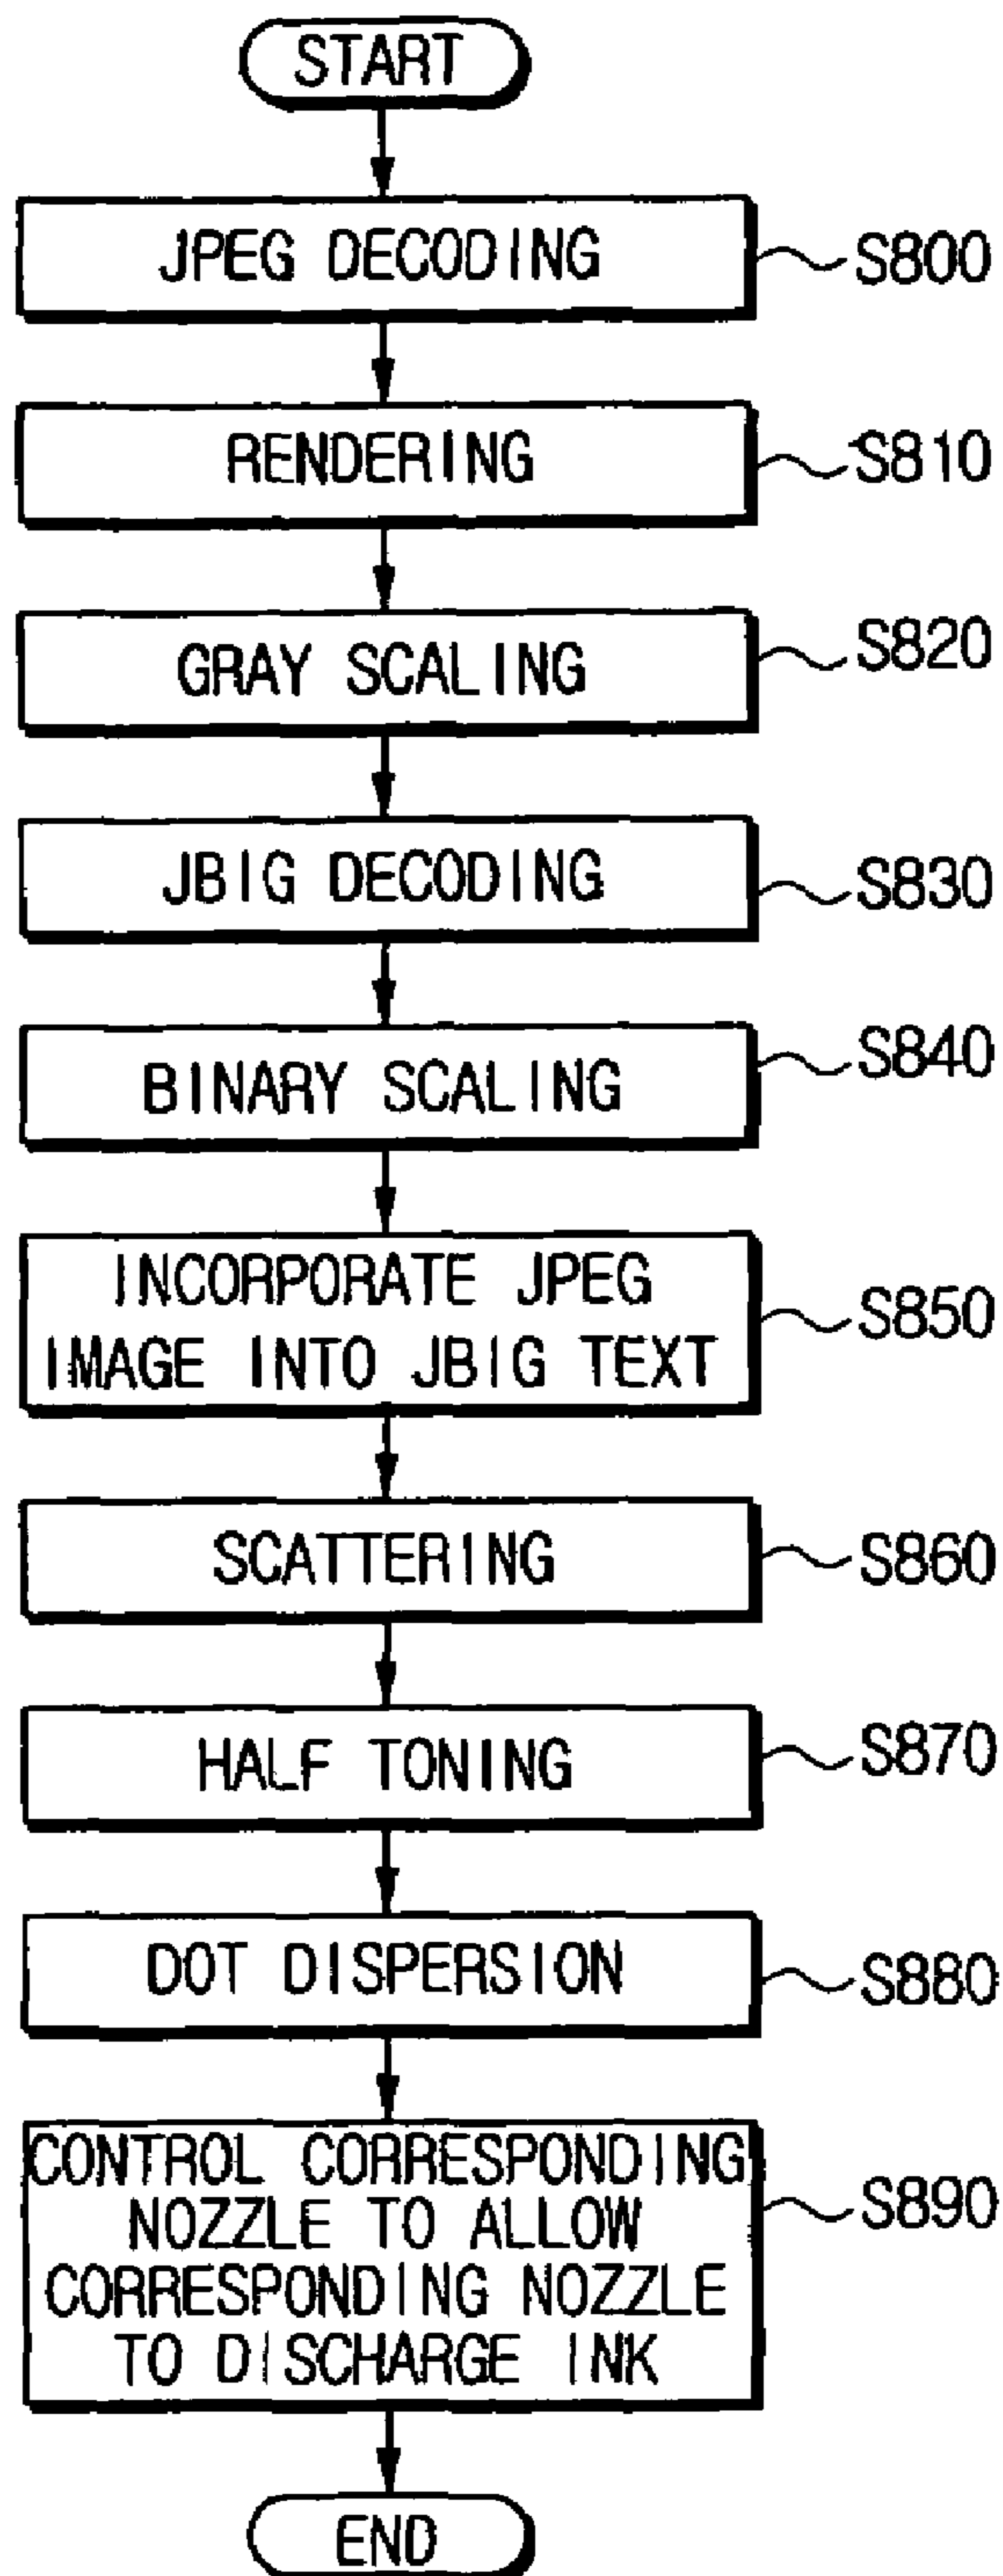 START
JPEG DECODING
S800
RENDERING
S810
GRAY SCALING
S820
JBIG DECODING
S830
BINARY SCALING
S840
INCORPORATE JPEG
IMAGE INTO JBIG TEXT
S850
SCATTERING
S860
HALF TONING
S870
DOT DISPERSION
S880
CONTROL CORRESPONDING
NOZZLE TO ALLOW
CORRESPONDING NOZZLE
TO DISCHARGE INK
S890
END